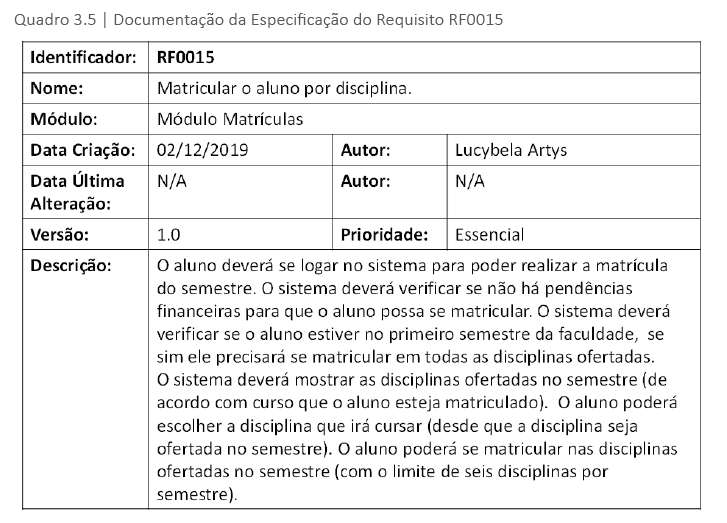 Quadro 3.5 | Documentação da Especificação do Requisito RF0015
Identificador: RF0015
Nome: Matricular o aluno por disciplina.
Módulo: Módulo Matrículas
Data Criação: 02/12/2019 Autor: Lucybela Artys
Data Última Alteração: N/A Autor: N/A
Versão: 1.0 Prioridade: Essencial
Descrição: O aluno deverá se logar no sistema para poder realizar a matrícula
do semestre. O sistema deverá verificar se não há pendências
financeiras para que o aluno possa se matricular. O sistema deverá
verificar se o aluno estiver no primeiro semestre da faculdade, se
sim ele precisará se matricular em todas as disciplinas ofertadas.
O sistema deverá mostrar as disciplinas ofertadas no semestre (de
acordo com curso que o aluno esteja matriculado). O aluno poderá
escolher a disciplina que irá cursar (desde que a disciplina seja
ofertada no semestre). O aluno poderá se matricular nas disciplinas
ofertadas no semestre (com o limite de seis disciplinas por
semestre).